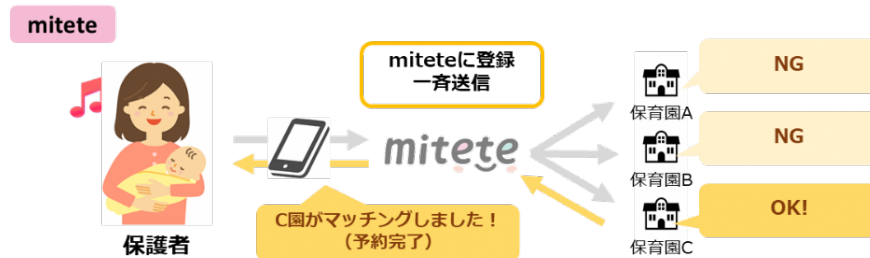 mitete
miteteに登録
一斉送信
NG
保育園A
mitete
NG
保育園B
C園がマッチングしました！
（予約完了）
OK!
保護者
保育園C